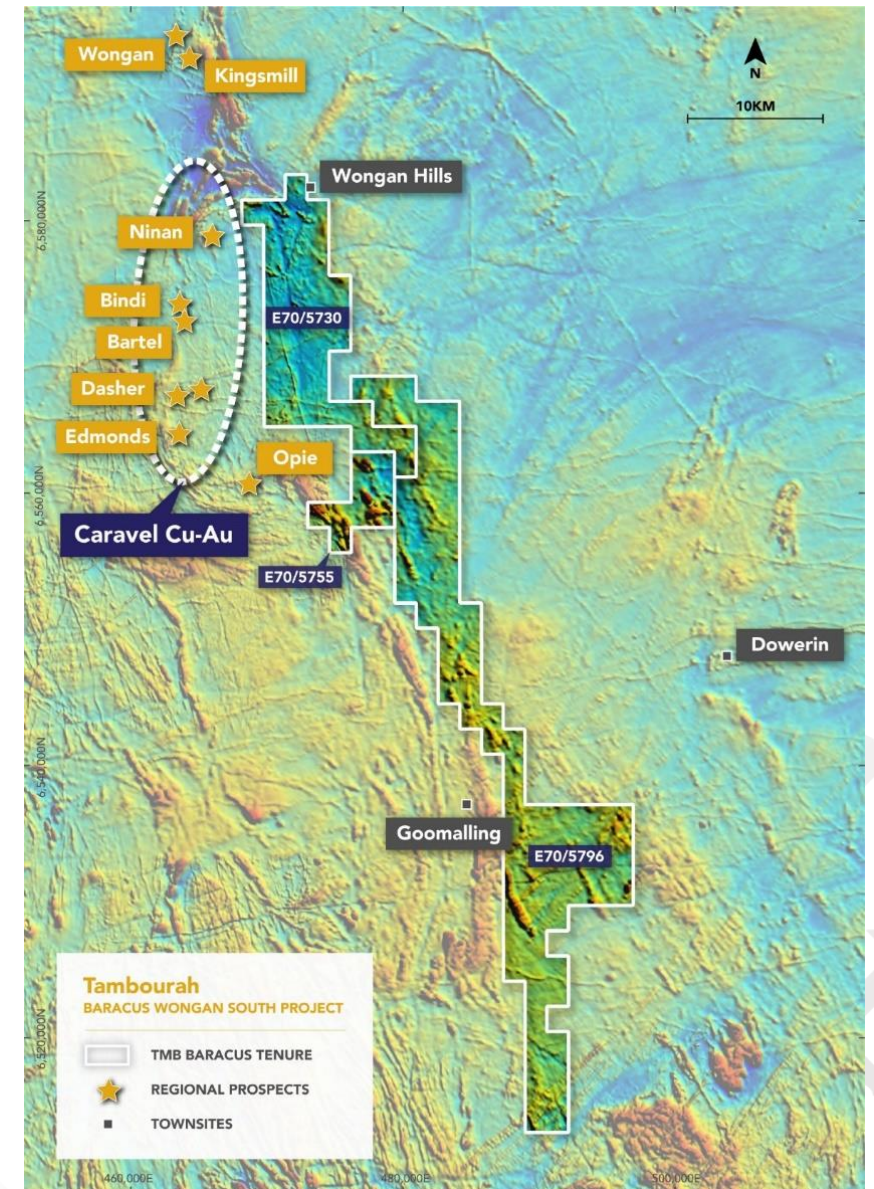 Wongan
Kingsmill
N
10KM
Wongan Hills
6,580,000N
Ninan
Bindi
E70/5730
Bartel
Dasher
Edmonds
Opie
6,560,000N
Caravel Cu-Au
E70/5755
Dowerin
6,540,000N
Goomalling
E70/5796
Tambourah
BARACUS WONGAN SOUTH PROJECT
TMB BARACUS TENURE
REGIONAL PROSPECTS
TOWNSITES
6,520,000N
460,000E
480,000E
500,000E